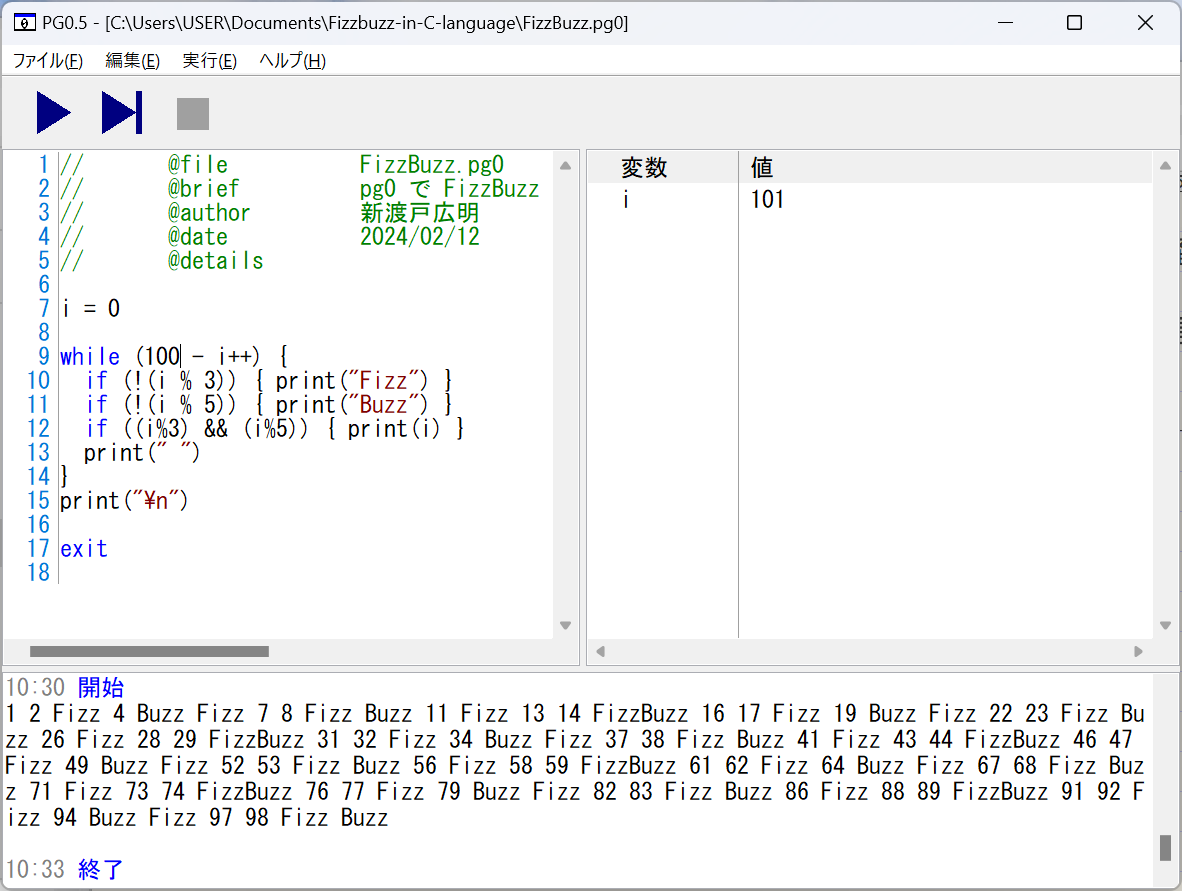 PG0.5 - [C:\Users\USER\Documents\Fizzbuzz-in-C-language\FizzBuzz.pg0]
ファイル(F) 編集(E) 実行(E) ヘルプ(H)
1 // @file FizzBuzz.pg0
2 // @brief pg0 で FizzBuzz
3 // @author 新渡戸広明
4 // @date 2024/02/12
5 // @details
6
7 i = 0
8
9 while (100 - i++) {
10 if (!(i % 3)) { print("Fizz") }
11 if (!(i % 5)) { print("Buzz") }
12 if ((i%3) && (i%5)) { print(i) }
13 print(" ")
14 }
15 print("¥n")
16
17 exit
18
変数 値
i 101
10:30 開始
1 2 Fizz 4 Buzz Fizz 7 8 Fizz Buzz 11 Fizz 13 14 FizzBuzz 16 17 Fizz 19 Buzz Fizz 22 23 Fizz Bu
zz 26 Fizz 28 29 FizzBuzz 31 32 Fizz 34 Buzz Fizz 37 38 Fizz Buzz 41 Fizz 43 44 FizzBuzz 46 47
Fizz 49 Buzz Fizz 52 53 Fizz Buzz 56 Fizz 58 59 FizzBuzz 61 62 Fizz 64 Buzz Fizz 67 68 Fizz Buz
z 71 Fizz 73 74 FizzBuzz 76 77 Fizz 79 Buzz Fizz 82 83 Fizz Buzz 86 Fizz 88 89 FizzBuzz 91 92 F
izz 94 Buzz Fizz 97 98 Fizz Buzz
10:33 終了